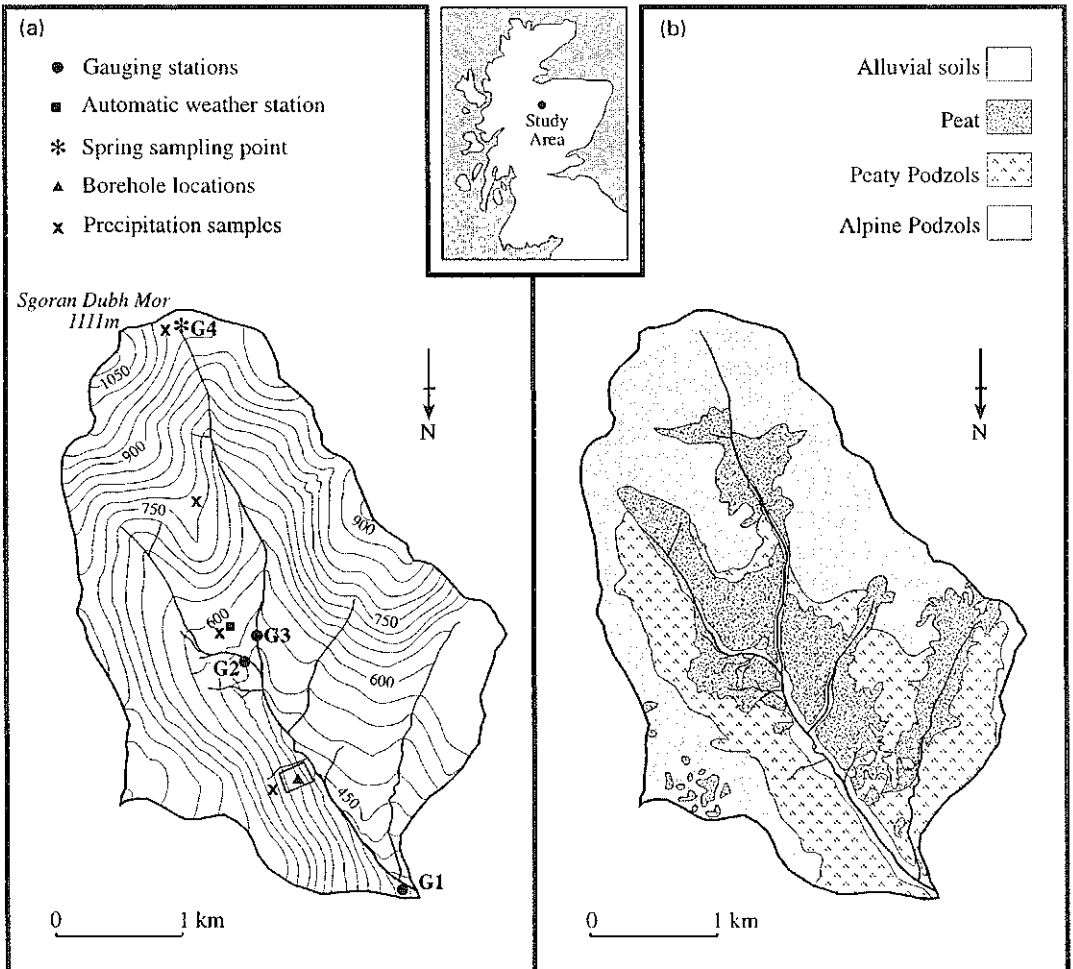 (a)
Gauging stations
Automatic weather station
Spring sampling point
Borehole locations
Precipitation samples
Study
Area
(b)
Alluvial soils
Peat
Peaty Podzols
Alpine Podzols
Sgoran Dubh Mor
1111m
G4
1050
900
750
900
N
600
G3
G2
750
600
450
G1
0 1 km
N
0 1 km